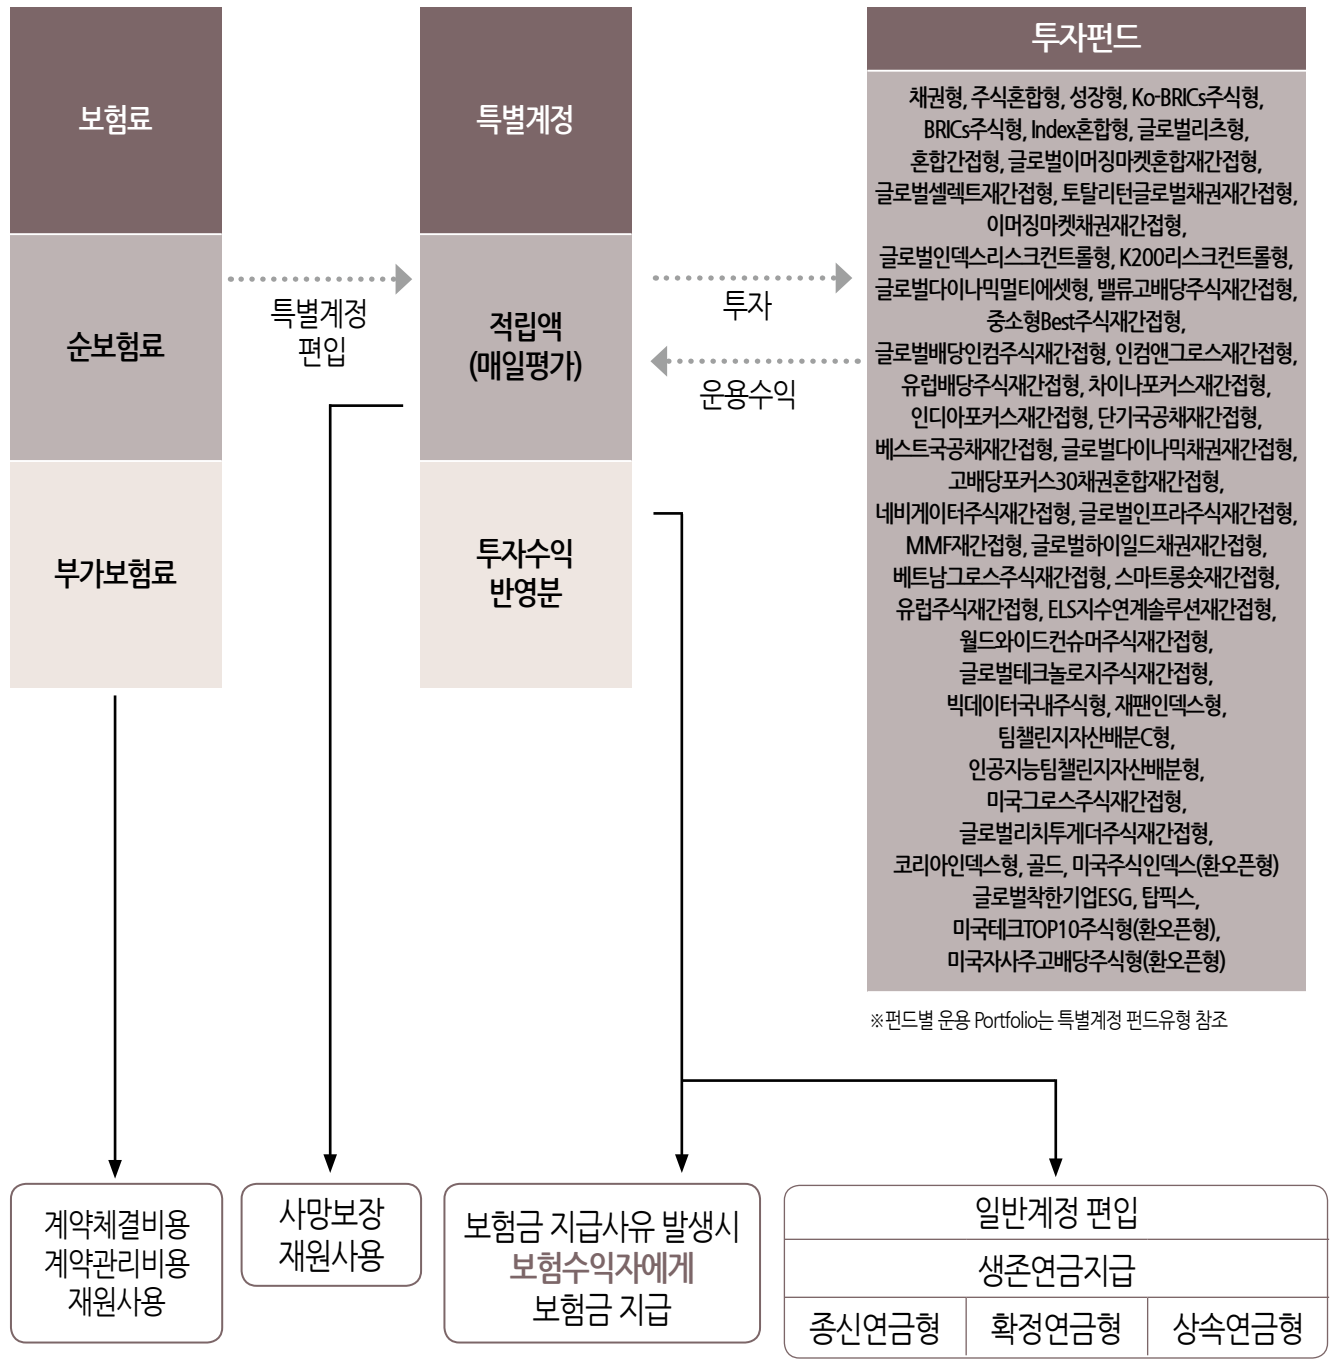 보험료
순보험료
부가보험료
특별계정
편입
특별계정
적립액
(매일평가)
투자수익
반영분
투자
운용수익
투자펀드
채권형, 주식혼합형, 성장형, Ko-BRICs주식형,
BRICs주식형, Index혼합형, 글로벌리츠형,
혼합간접형, 글로벌이머징마켓혼합재간접형,
글로벌셀렉트재간접형, 토탈리턴글로벌채권재간접형,
이머징마켓채권재간접형,
글로벌인덱스리스크컨트롤형, K200리스크컨트롤형,
글로벌다이나믹멀티에셋형, 밸류고배당주식재간접형,
중소형Best주식재간접형,
글로벌배당인컴주식재간접형, 인컴앤그로스재간접형,
유럽배당주식재간접형, 차이나포커스재간접형,
인디아포커스재간접형, 단기국공채재간접형,
베스트국공채재간접형, 글로벌다이나믹채권재간접형,
고배당포커스30채권혼합재간접형,
네비게이터주식재간접형, 글로벌인프라주식재간접형,
MMF재간접형, 글로벌하이일드채권재간접형,
베트남그로스주식재간접형, 스마트롱숏재간접형,
유럽주식재간접형, ELS지수연계솔루션재간접형,
월드와이드컨슈머주식재간접형,
글로벌테크놀로지주식재간접형,
빅데이터국내주식형, 재팬인덱스형,
팀챌린지자산배분C형,
인공지능팀챌린지자산배분형,
미국그로스주식재간접형,
글로벌리치투게더주식재간접형,
코리아인덱스형, 골드, 미국주식인덱스(환오픈형)
글로벌착한기업ESG, 탑픽스,
미국테크TOP10주식형(환오픈형),
미국자사주고배당주식형(환오픈형)
※펀드별 운용 Portfolio는 특별계정 펀드유형 참조
계약체결비용
계약관리비용
재원사용
사망보장
재원사용
보험금 지급사유 발생시
보험수익자에게
보험금 지급
일반계정 편입
생존연금지급
종신연금형 확정연금형 상속연금형